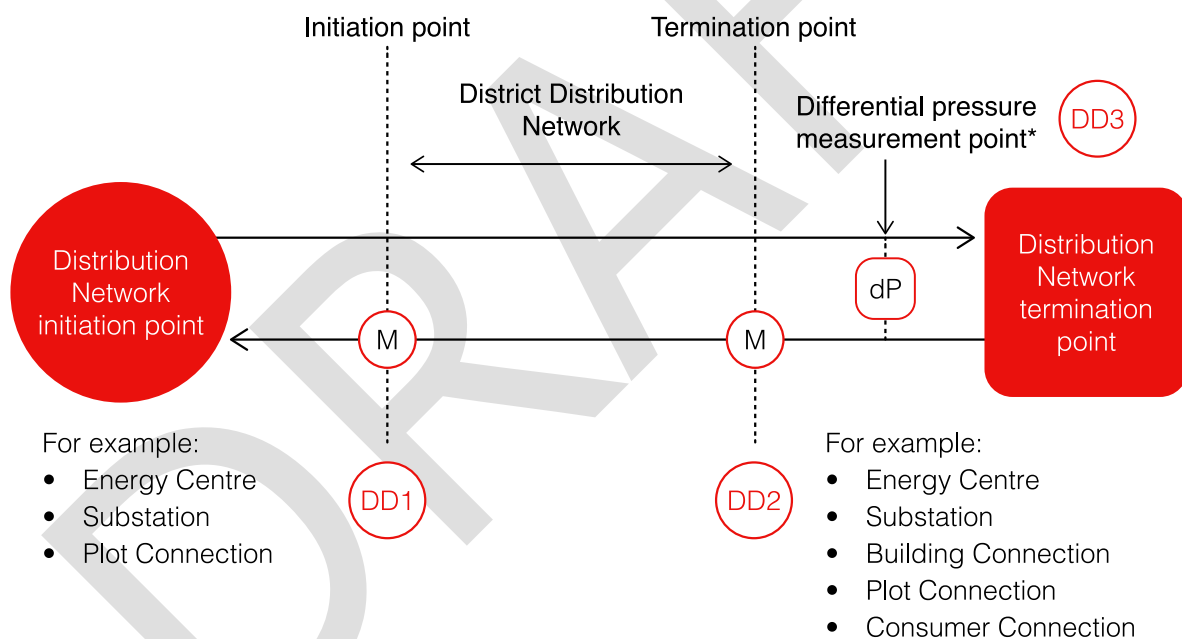 Initiation point
Termination point
District Distribution
Network
Differential pressure
measurement point*
DD3
Distribution
Network
initiation point
dP
M
M
Distribution
Network
termination
point
DD1
DD2
For example:
• Energy Centre
• Substation
• Plot Connection
For example:
• Energy Centre
• Substation
• Building Connection
• Plot Connection
• Consumer Connection
DRAFT